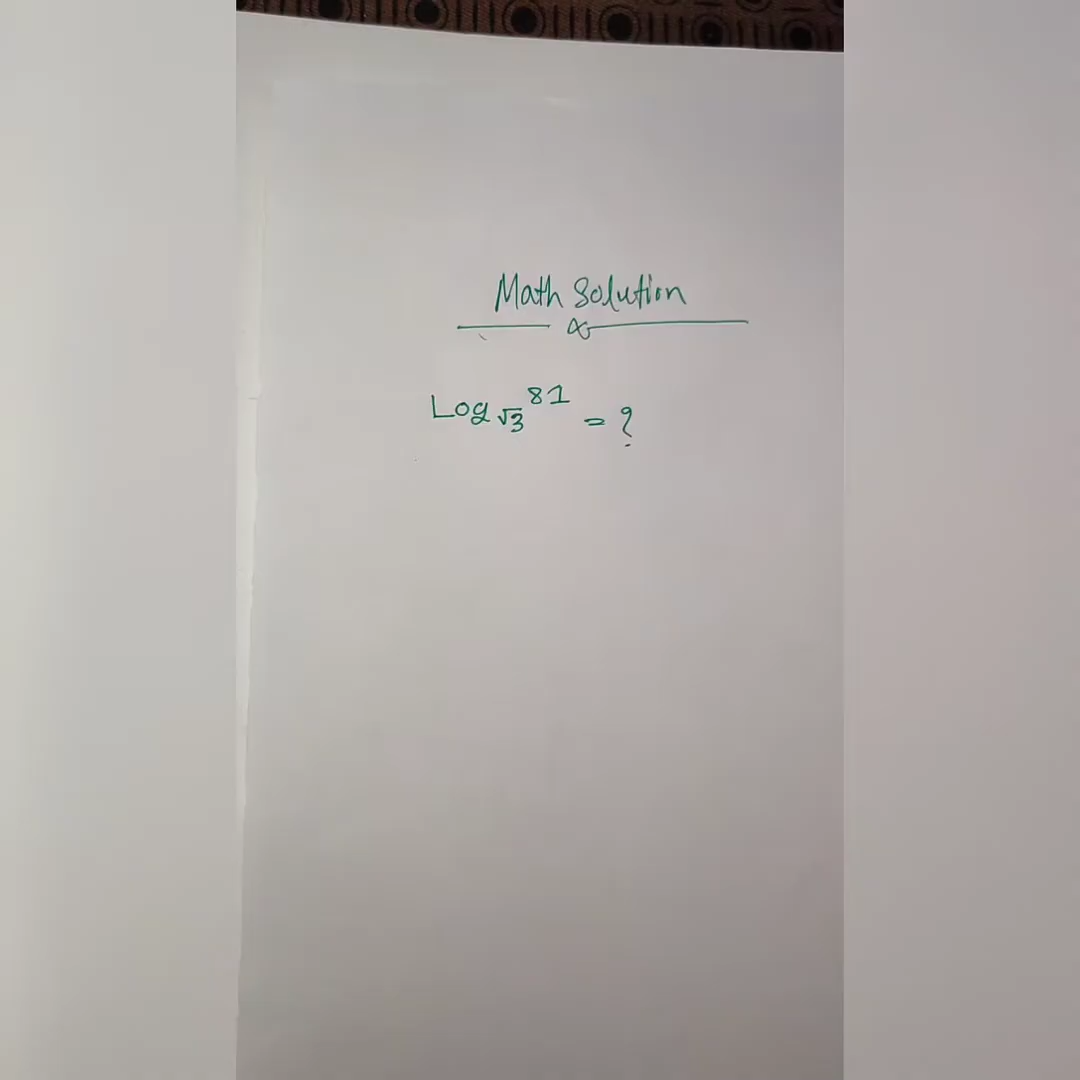 Math Solution
Log √3 81 = ?